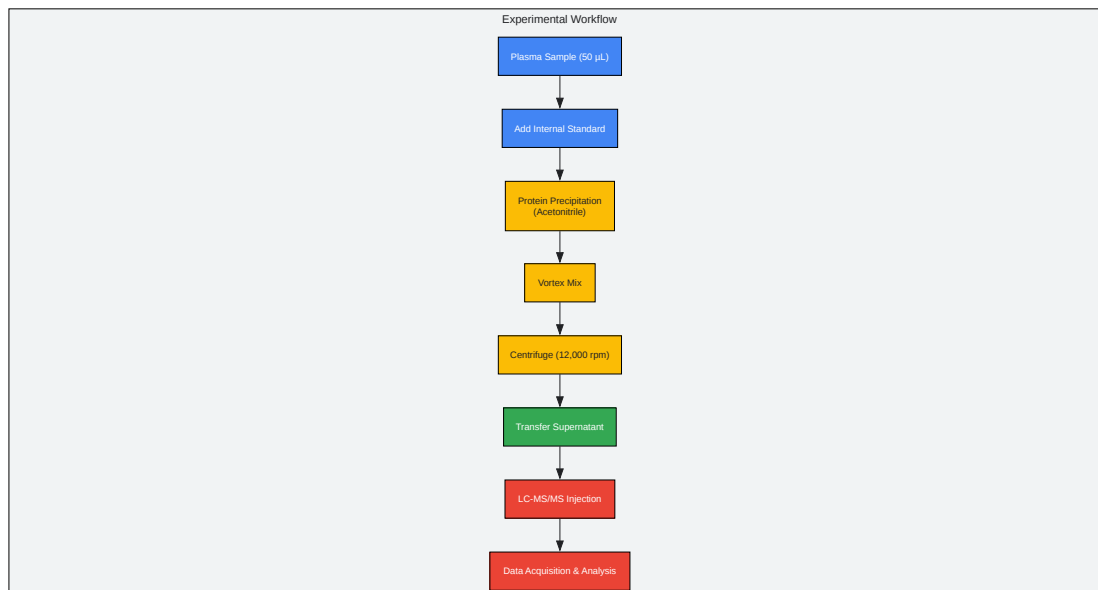 Experimental Workflow
Plasma Sample (50 µL)
Add Internal Standard
Protein Precipitation
(Acetonitrile)
Vortex Mix
Centrifuge (12,000 rpm)
Transfer Supernatant
LC-MS/MS Injection
Data Acquisition & Analysis